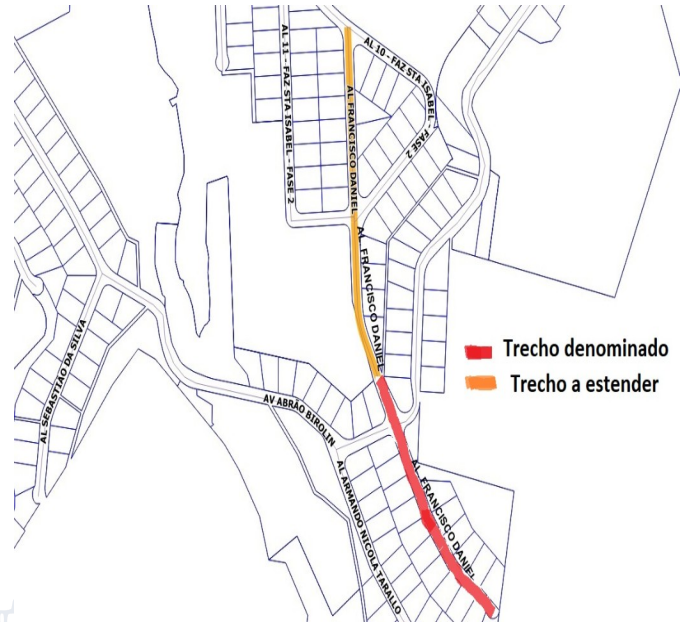 AL 11 - FAZ STA ISABEL - FASE 2
AL FRANCISCO DANIEL
AL 10 - FAZ STA ISABEL - FASE 2
AL FRANCISCO DANIEL
Trecho denominado
Trecho a estender
AL SEBASTIÃO DA SILVA
AV ABRÃO BIROLIN
AL FRANCISCO DANIEL
AL ARMANDO NICOLA TARALLO